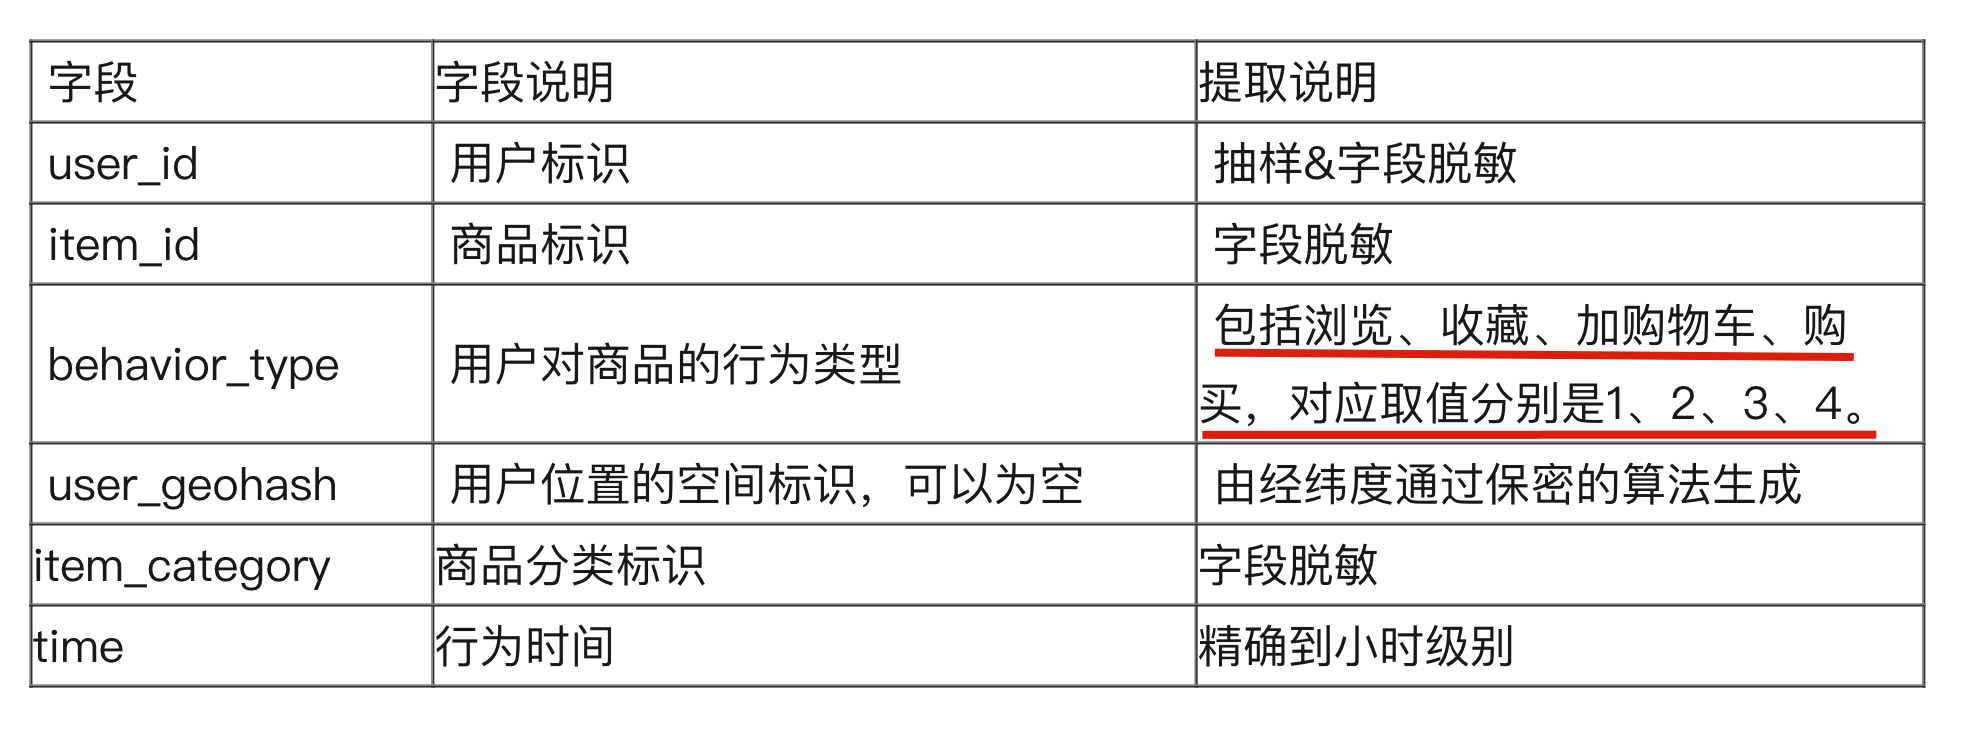 字段 字段说明 提取说明
user_id 用户标识 抽样&字段脱敏
item_id 商品标识 字段脱敏
包括浏览、收藏、加购物车、购
behavior_type 用户对商品的行为类型
买，对应取值分别是1、2、3、4。
user_geohash 用户位置的空间标识，可以为空 由经纬度通过保密的算法生成
item_category 商品分类标识 字段脱敏
time 行为时间 精确到小时级别